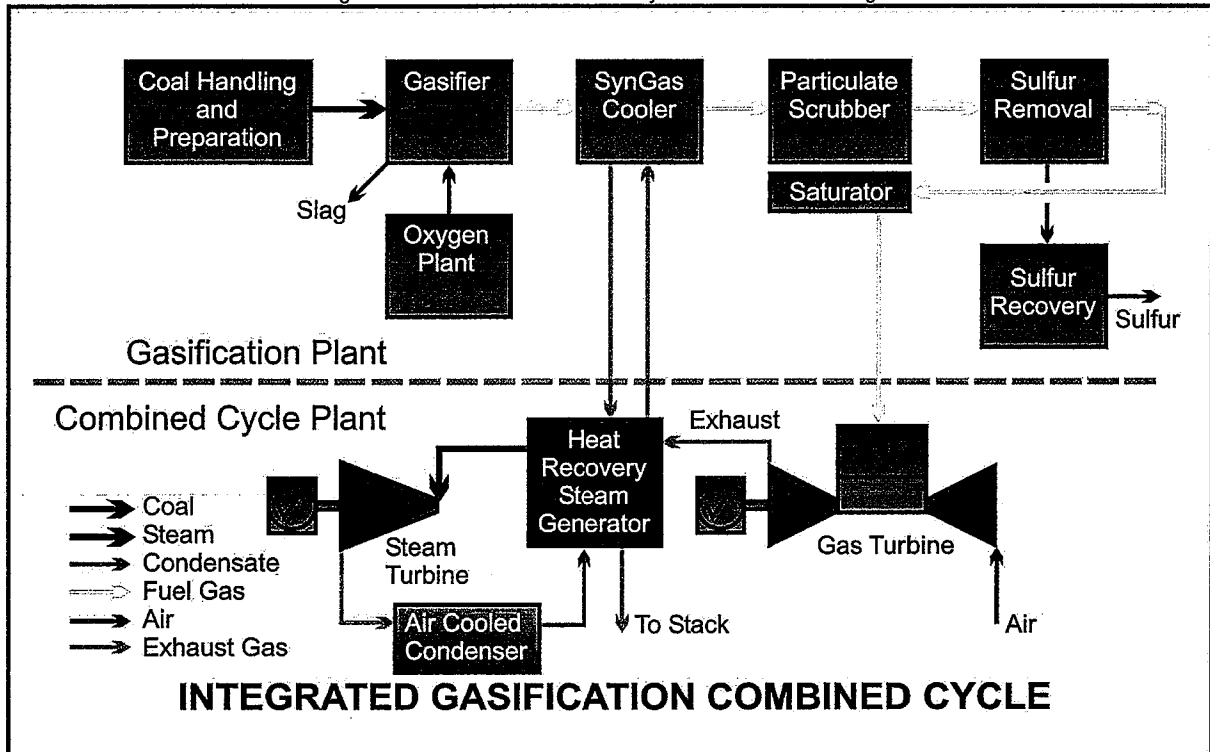 Coal Handling
and
Preparation
Gasifier
SynGas
Cooler
Particulate
Scrubber
Sulfur
Removal
Slag
Saturator
Oxygen
Plant
Sulfur
Recovery
Sulfur
Gasification Plant
Combined Cycle Plant
Heat
Recovery
Steam
Generator
Exhaust
Coal
Steam
Condensate
Fuel Gas
Air
Exhaust Gas
Steam
Turbine
Gas Turbine
Air Cooled
Condenser
To Stack
Air
INTEGRATED GASIFICATION COMBINED CYCLE